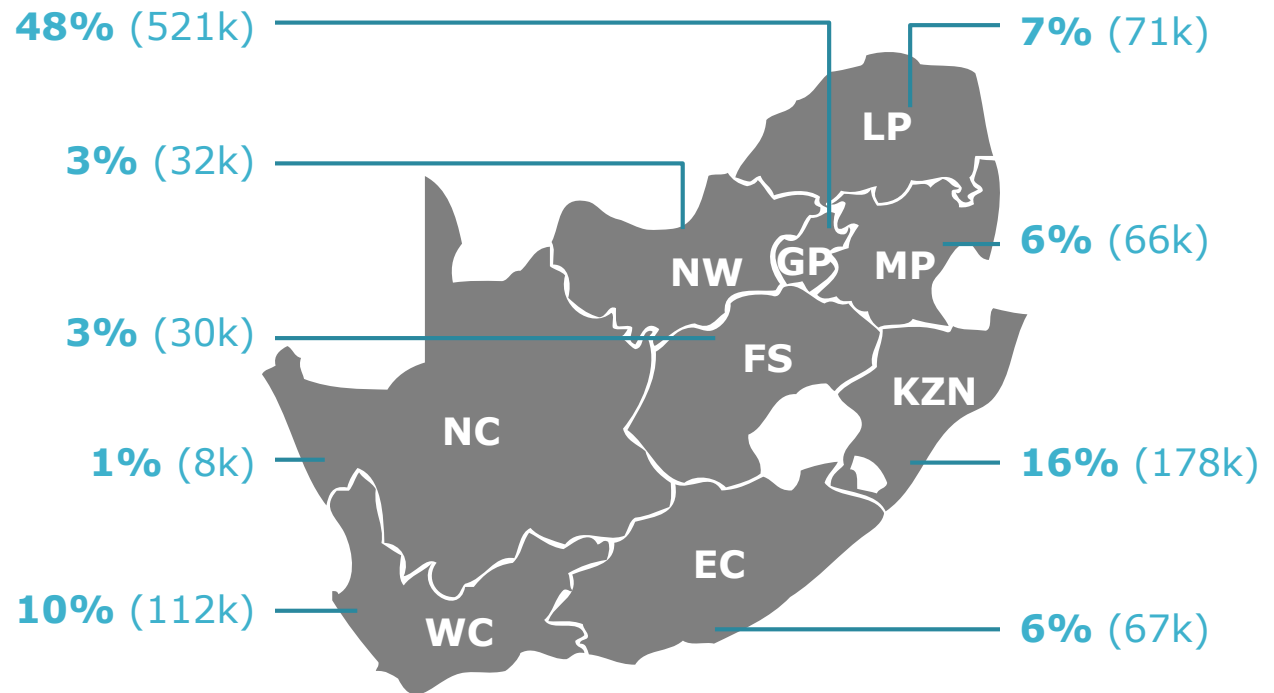 48% (521k)
7% (71k)
LP
3% (32k)
6% (66k)
NW
GP
MP
3% (30k)
FS
KZN
NC
1% (8k)
16% (178k)
EC
10% (112k)
WC
6% (67k)